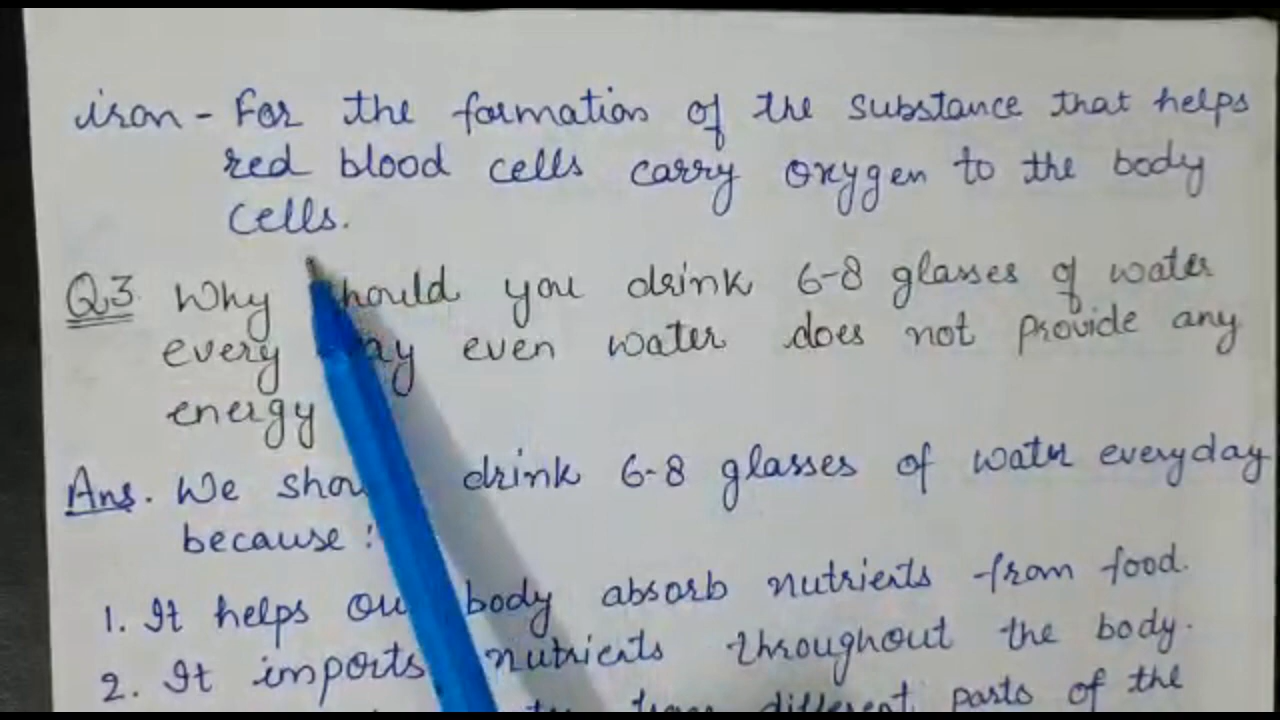 iron - For the formation of the substance that helps
red blood cells carry oxygen to the body
cells.
Q3 Why should you drink 6-8 glasses of water
every day even water does not provide any
energy
Ans. We shou drink 6-8 glasses of water everyday
because :
1. It helps ou body absorb nutrients from food.
2. It imports nutrients throughout the body.
different parts of the